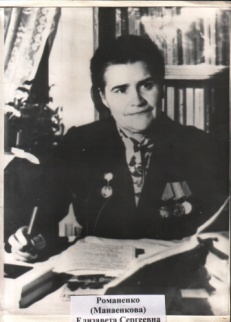 Романенко
(Манаенкова)
Елизавета Сергеевна